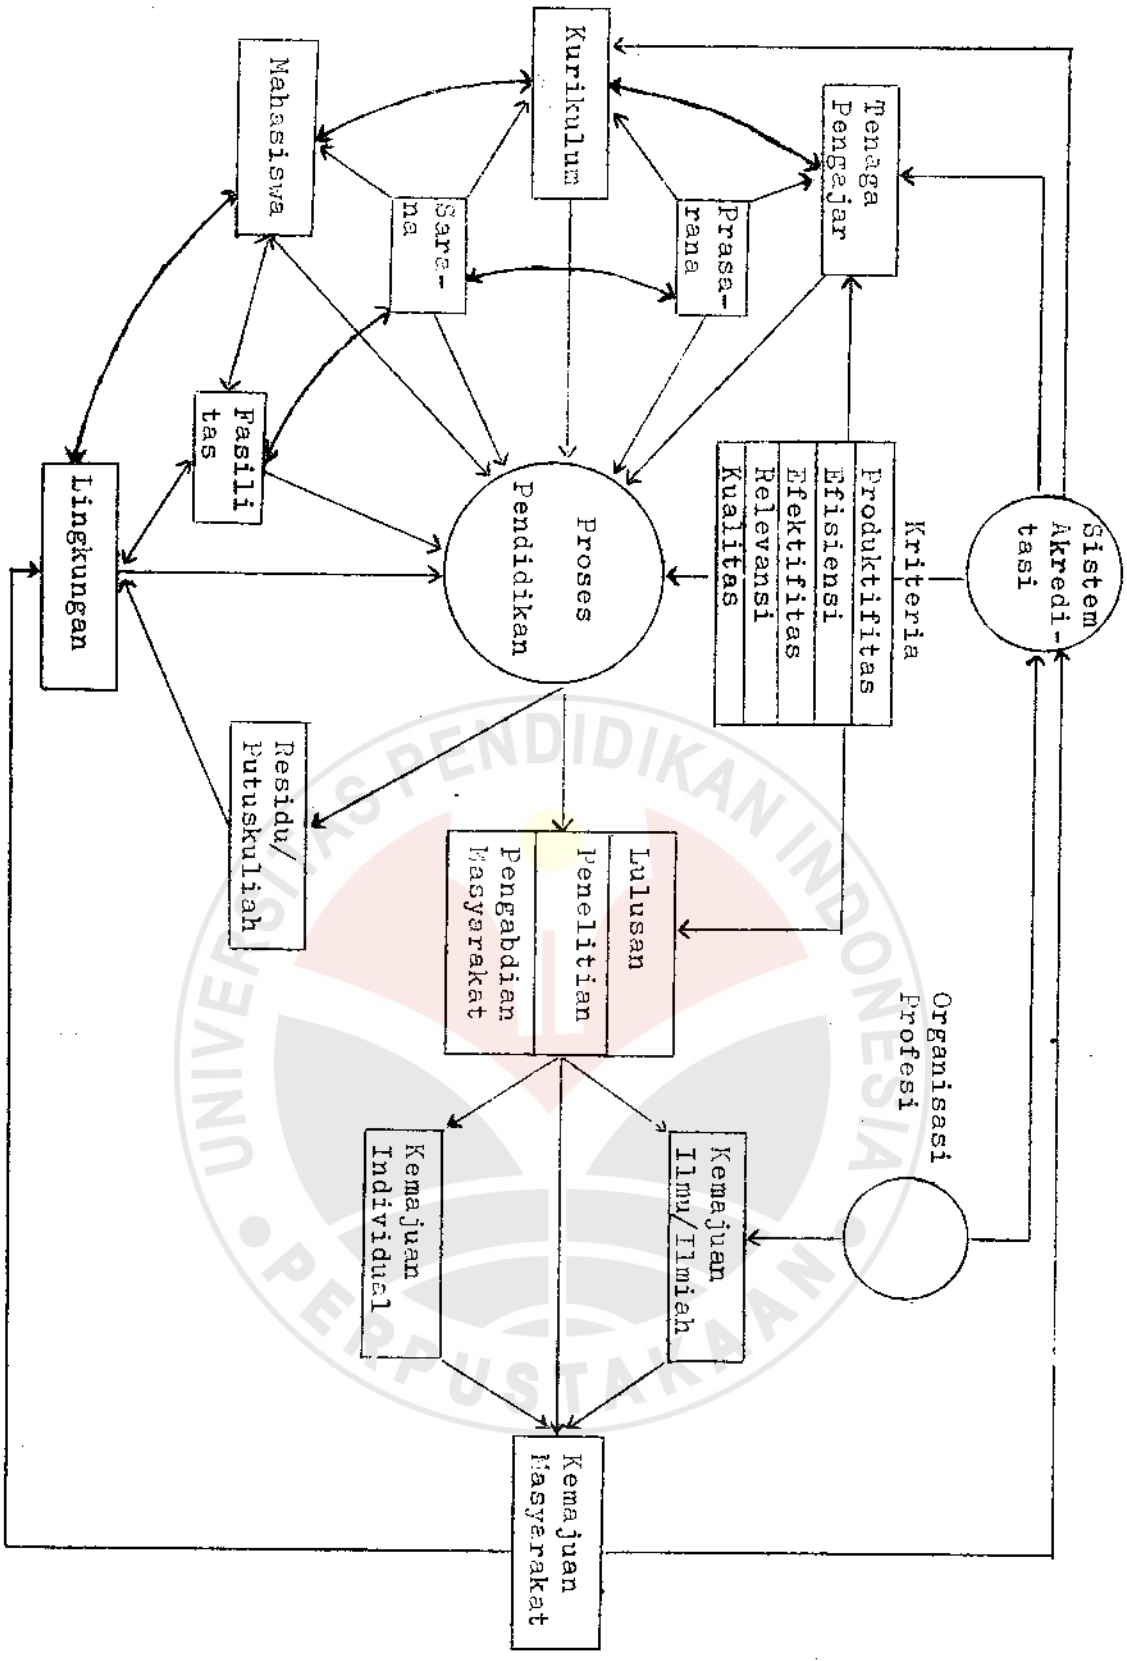 Sistem
Akredi-
tasi
Kriteria
Produktifitas
Efisiensi
Efektifitas
Relevansi
Kualitas
Organisasi
Profesi
Tenaga
Pengajar
Prasa-
rana
Kurikulum
Sara-
na
Mahasiswa
Fasili
tas
Lingkungan
Proses
Pendidikan
Residu/
Putuskuliah
Lulusan
Penelitian
Pengabdian
Masyarakat
Kemajuan
Ilmu/Ilmiah
Kemajuan
Individual
Kemajuan
Masyarakat
UNIVERSITAS PENDIDIKAN INDONESIA
PERPUSTAKAAN